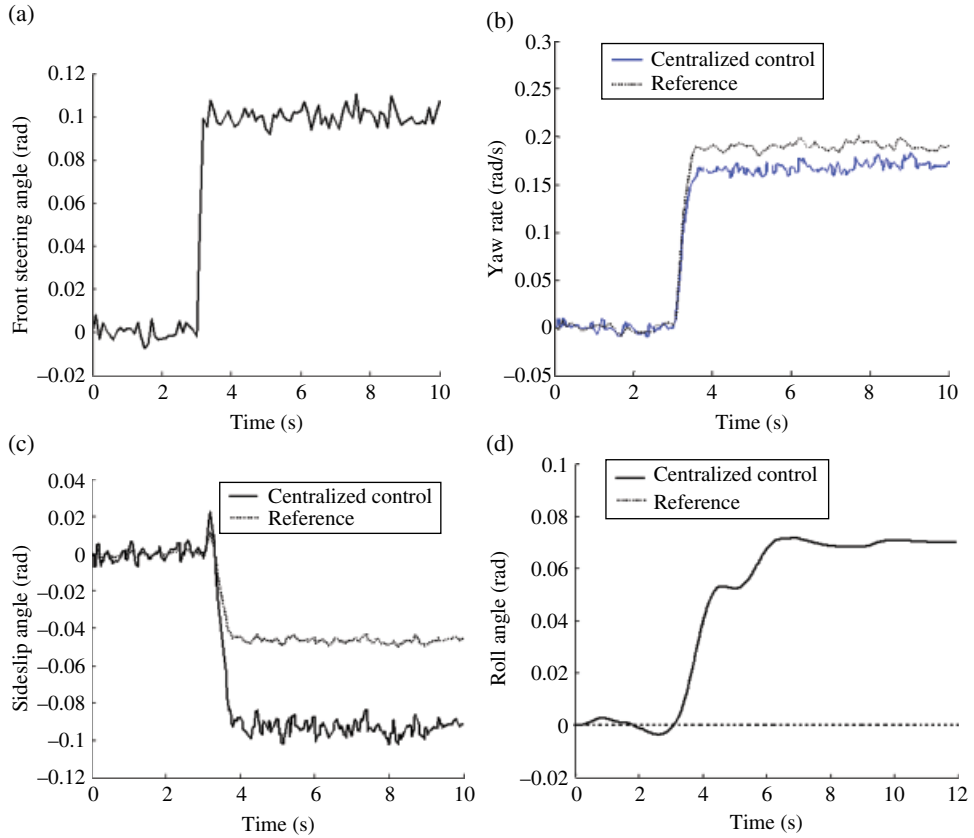 (a)
0.12
0.1
0.08
0.06
0.04
0.02
0
–0.02
Front steering angle (rad)
0 2 4 6 8 10
Time (s)
(b)
0.3
0.25
0.20
0.15
0.10
0.05
0
–0.05
Yaw rate (rad/s)
Centralized control
Reference
0 2 4 6 8 10
Time (s)
(c)
0.04
0.02
0
–0.02
–0.04
–0.06
–0.08
–0.1
–0.12
Sideslip angle (rad)
Centralized control
Reference
0 2 4 6 8 10
Time (s)
(d)
0.1
0.08
0.06
0.04
0.02
0
–0.02
Roll angle (rad)
Centralized control
Reference
0 2 4 6 8 10 12
Time (s)